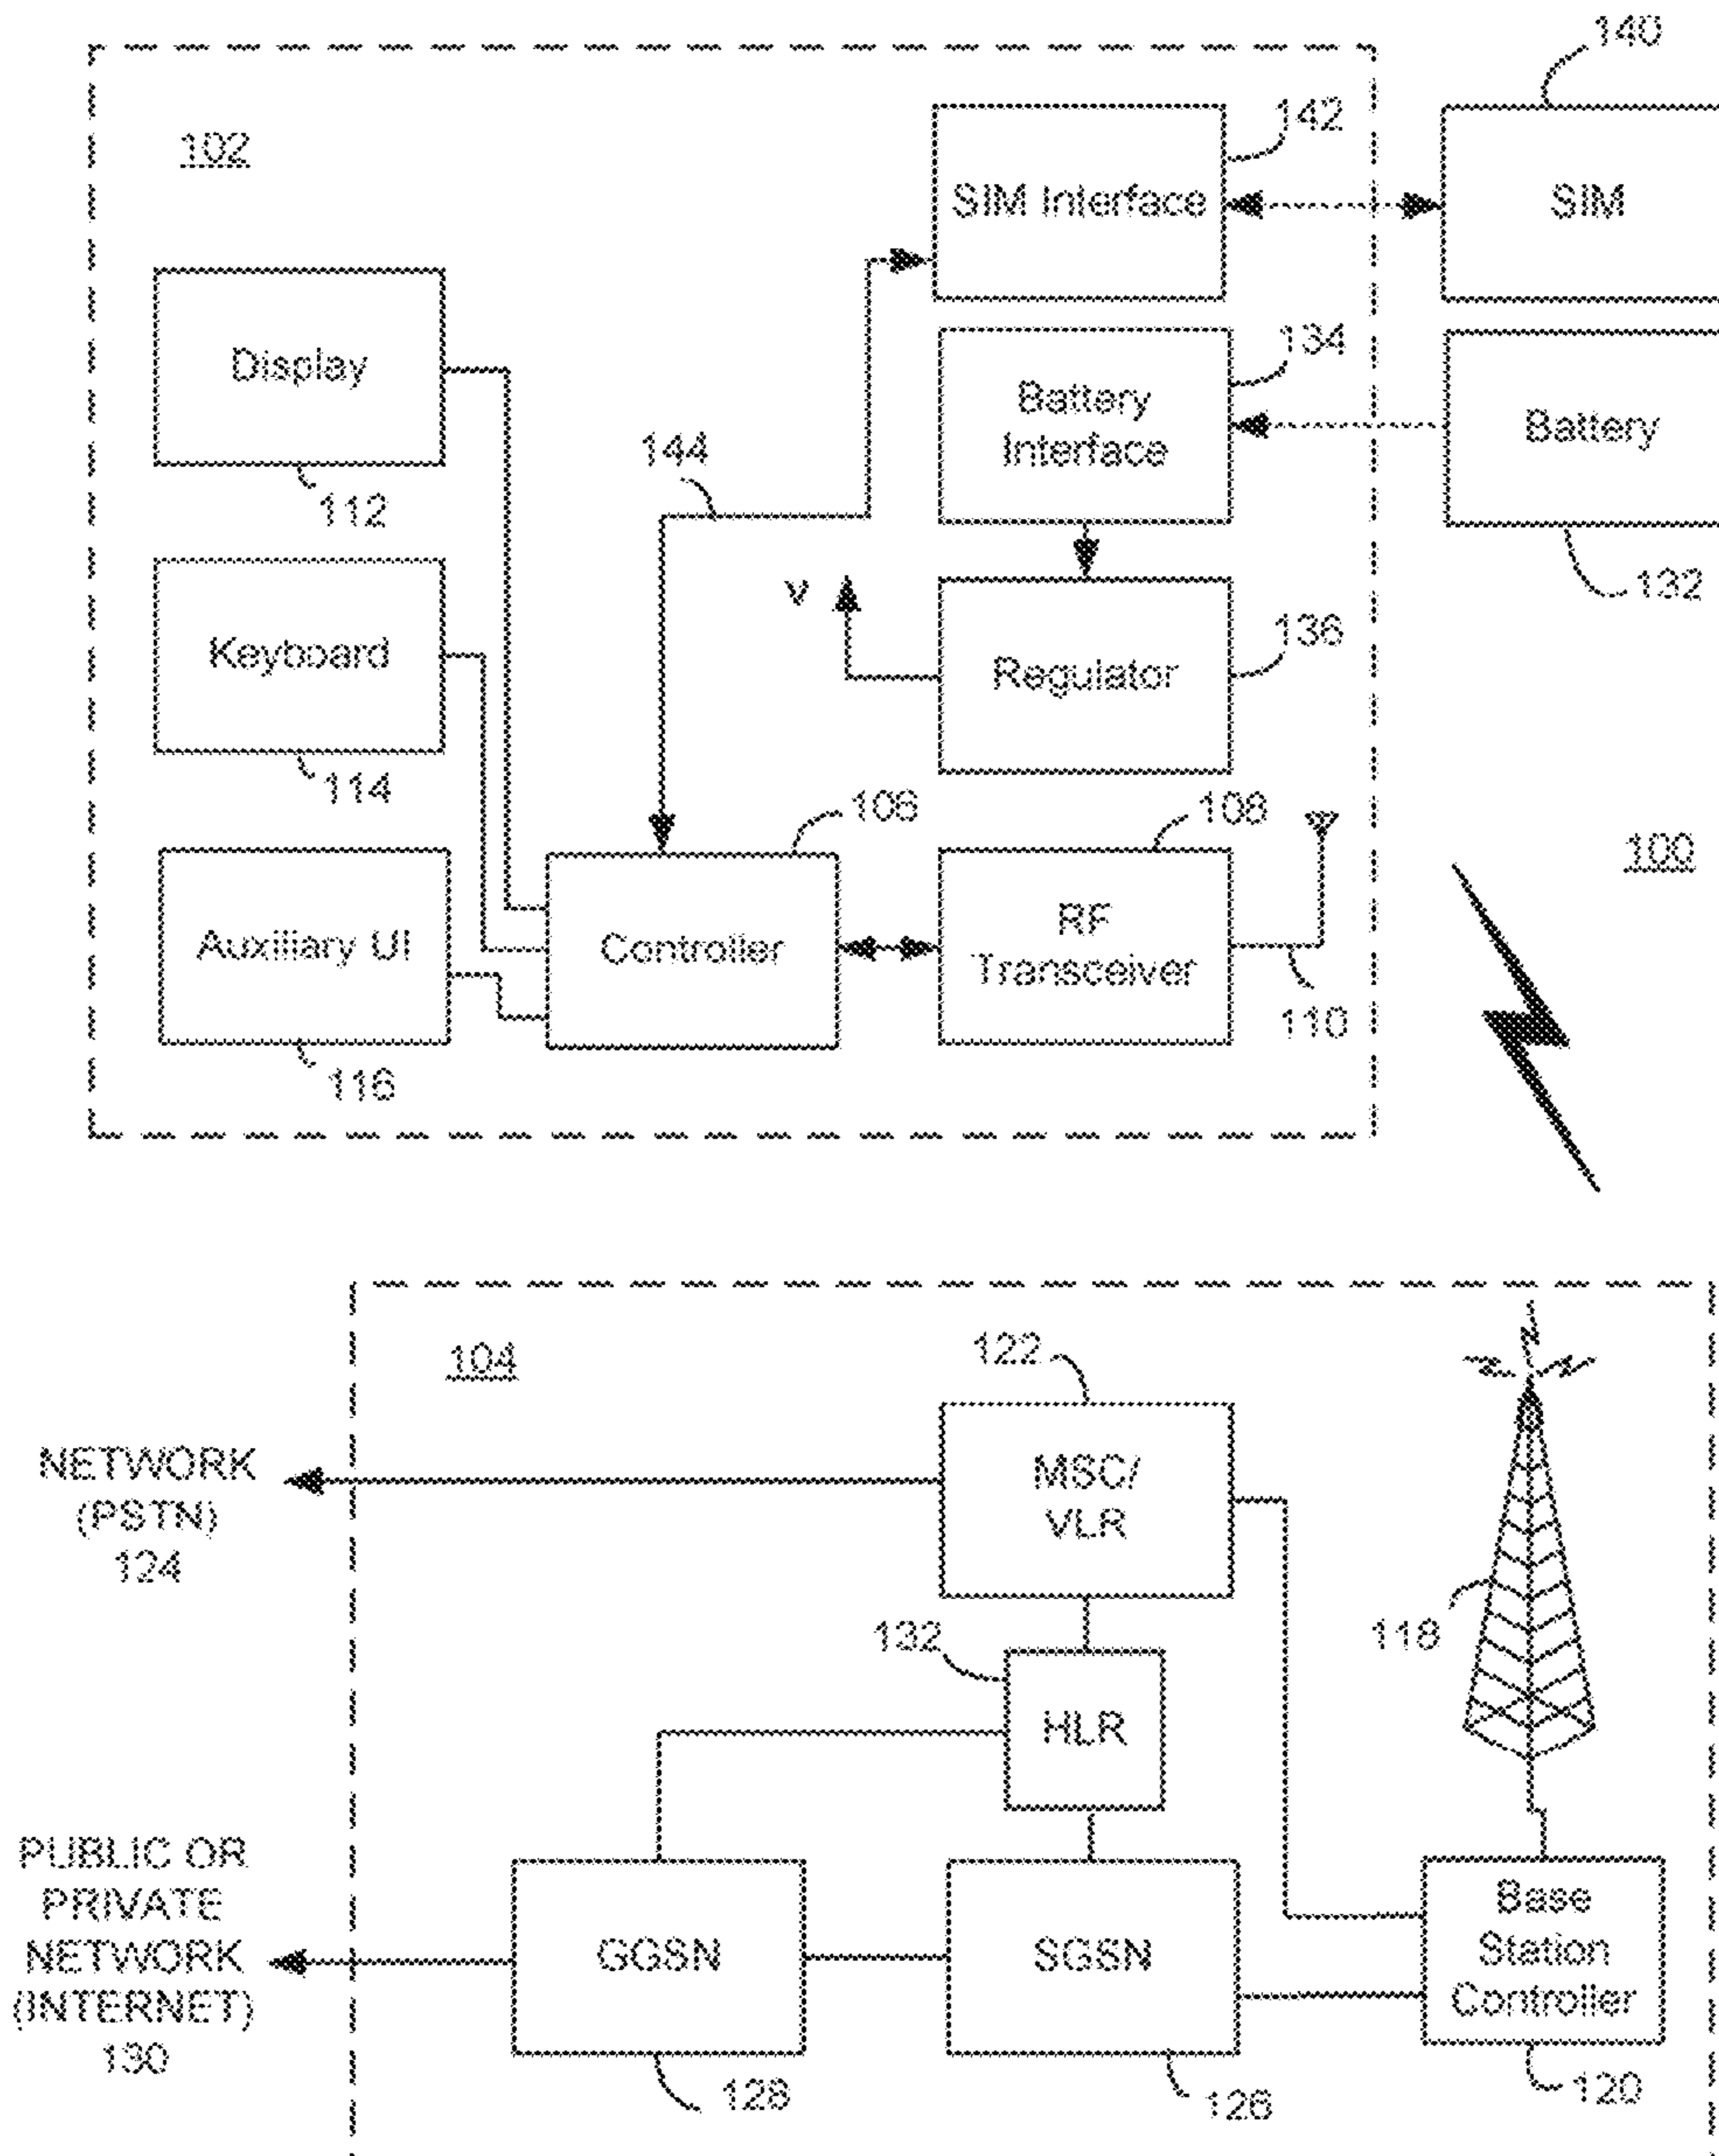 140
102
142
SIM Interface
SIM
Display
112
144
134
Battery
Interface
Battery
132
V
Keyboard
114
136
Regulator
106
108
100
Auxiliary UI
116
Controller
RF
Transceiver
110
104
122
NETWORK
(PSTN)
124
MSC/
VLR
118
132
HLR
PUBLIC OR
PRIVATE
NETWORK
(INTERNET)
130
GGSN
128
SGSN
126
Base
Station
Controller
120